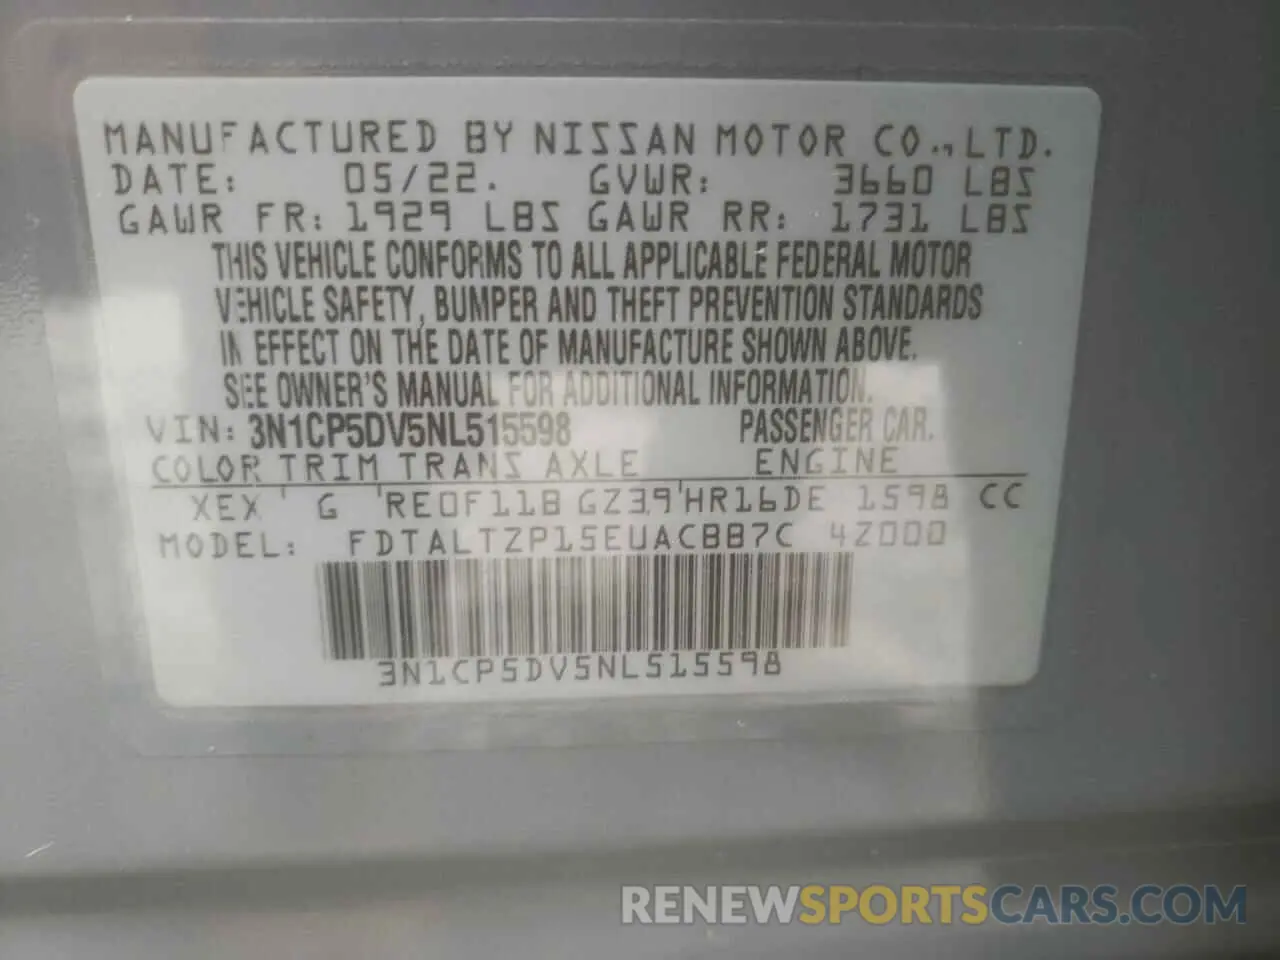 MANUFACTURED BY NISSAN MOTOR CO., LTD.
DATE: 05/22. GVWR: 3660 LBS
GAWR FR: 1929 LBS GAWR RR: 1731 LBS
THIS VEHICLE CONFORMS TO ALL APPLICABLE FEDERAL MOTOR
VEHICLE SAFETY, BUMPER AND THEFT PREVENTION STANDARDS
IN EFFECT ON THE DATE OF MANUFACTURE SHOWN ABOVE.
SEE OWNER'S MANUAL FOR ADDITIONAL INFORMATION.
VIN: 3N1CP5DV5NL515598 PASSENGER CAR.
COLOR TRIM TRANS AXLE ENGINE
XEX G RE0F11B GZ39 HR16DE 1598 CC
MODEL: FDTALTZP15EUACBB7C 4Z000
3N1CP5DV5NL515598
RENEWSPORTSCARS.COM